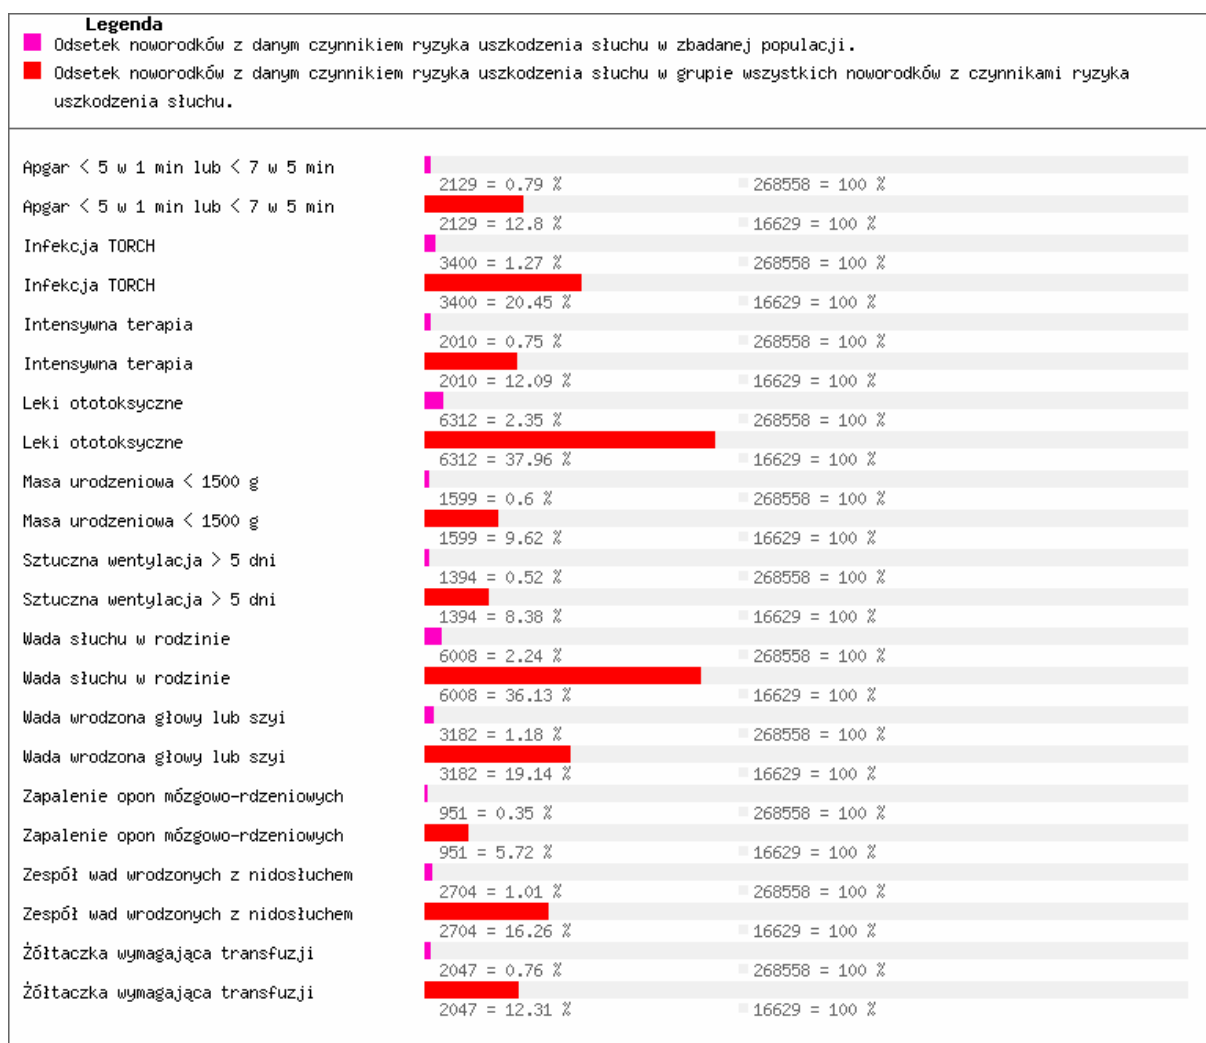 Legenda
Odsetek noworodków z danym czynnikiem ryzyka uszkodzenia słuchu w zbadanej populacji.
Odsetek noworodków z danym czynnikiem ryzyka uszkodzenia słuchu w grupie wszystkich noworodków z czynnikami ryzyka
uszkodzenia słuchu.
Apgar < 5 w 1 min lub < 7 w 5 min
2129 = 0.79 % 268558 = 100 %
Apgar < 5 w 1 min lub < 7 w 5 min
2129 = 12.8 % 16629 = 100 %
Infekcja TORCH
3400 = 1.27 % 268558 = 100 %
Infekcja TORCH
3400 = 20.45 % 16629 = 100 %
Intensywna terapia
2010 = 0.75 % 268558 = 100 %
Intensywna terapia
2010 = 12.09 % 16629 = 100 %
Leki ototoksyczne
6312 = 2.35 % 268558 = 100 %
Leki ototoksyczne
6312 = 37.96 % 16629 = 100 %
Masa urodzeniowa < 1500 g
1599 = 0.6 % 268558 = 100 %
Masa urodzeniowa < 1500 g
1599 = 9.62 % 16629 = 100 %
Sztuczna wentylacja > 5 dni
1394 = 0.52 % 268558 = 100 %
Sztuczna wentylacja > 5 dni
1394 = 8.38 % 16629 = 100 %
Wada słuchu w rodzinie
6008 = 2.24 % 268558 = 100 %
Wada słuchu w rodzinie
6008 = 36.13 % 16629 = 100 %
Wada wrodzona głowy lub szyi
3182 = 1.18 % 268558 = 100 %
Wada wrodzona głowy lub szyi
3182 = 19.14 % 16629 = 100 %
Zapalenie opon mózgowo-rdzeniowych
951 = 0.35 % 268558 = 100 %
Zapalenie opon mózgowo-rdzeniowych
951 = 5.72 % 16629 = 100 %
Zespół wad wrodzonych z nidosłuchem
2704 = 1.01 % 268558 = 100 %
Zespół wad wrodzonych z nidosłuchem
2704 = 16.26 % 16629 = 100 %
Żółtaczka wymagająca transfuzji
2047 = 0.76 % 268558 = 100 %
Żółtaczka wymagająca transfuzji
2047 = 12.31 % 16629 = 100 %